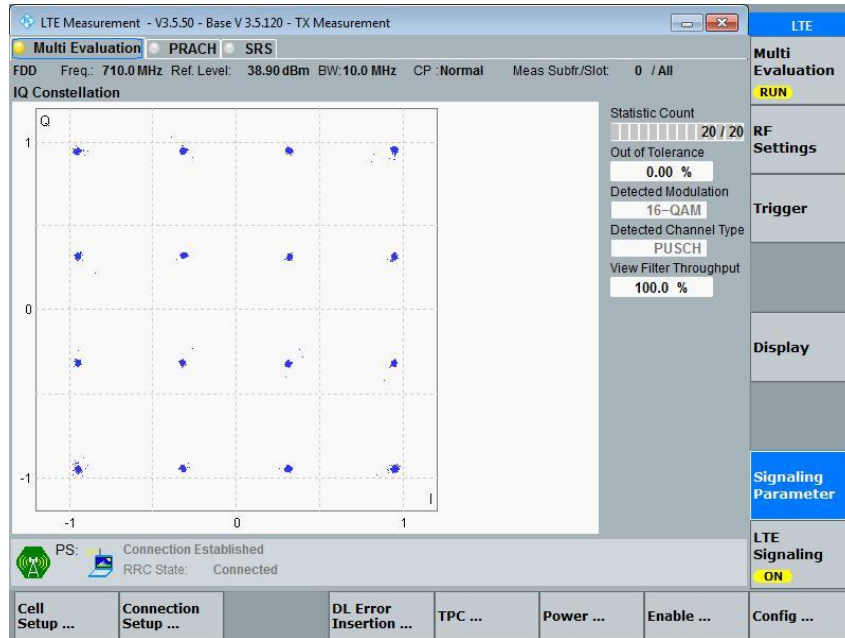 LTE Measurement - V3.5.50 - Base V 3.5.120 - TX Measurement
LTE
Multi Evaluation PRACH SRS
FDD Freq.: 710.0 MHz Ref. Level: 38.90 dBm BW: 10.0 MHz CP :Normal Meas Subfr./Slot: 0 / All
IQ Constellation
Q
1
0
-1
I
-1 0 1
Statistic Count
20 / 20
Out of Tolerance
0.00 %
Detected Modulation
16-QAM
Detected Channel Type
PUSCH
View Filter Throughput
100.0 %
Multi
Evaluation
RUN
RF
Settings
Trigger
Display
Signaling
Parameter
LTE
Signaling
ON
PS: Connection Established
RRC State: Connected
Cell
Setup ...
Connection
Setup ...
DL Error
Insertion ...
TPC ...
Power ...
Enable ...
Config ...